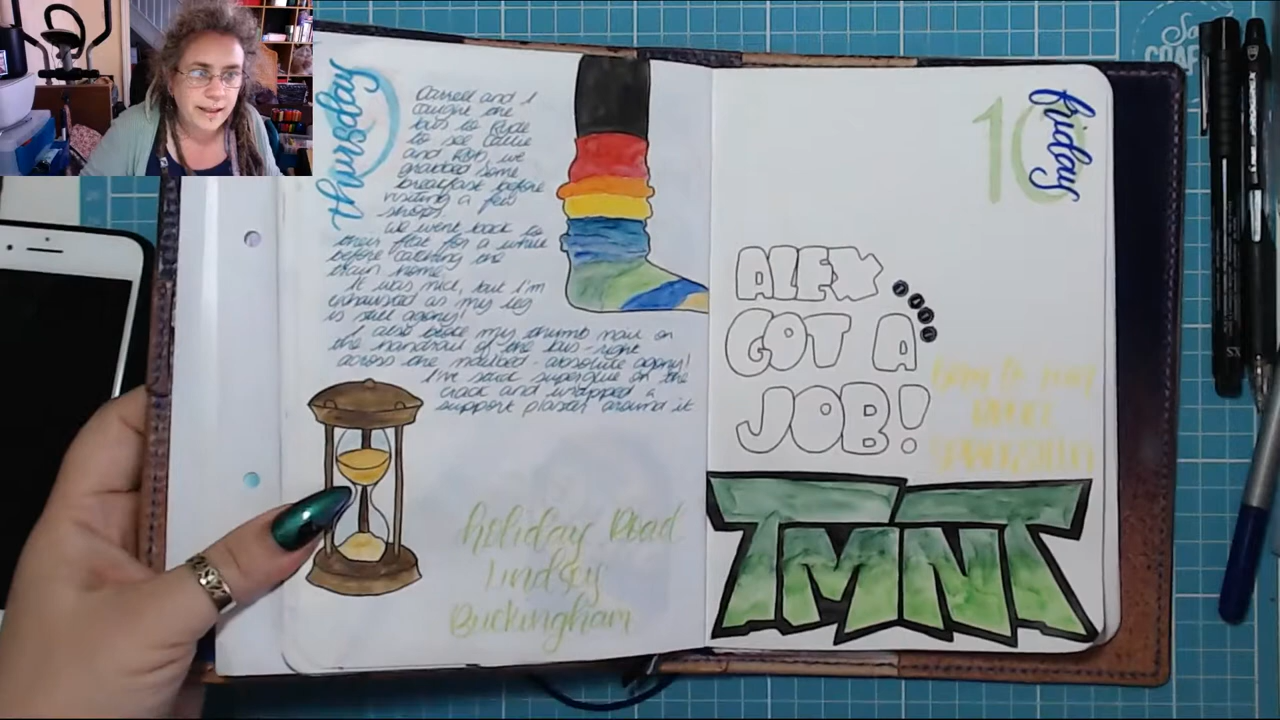 Thursday
Darrell and I
caught the
bus to Ryde
to see Callie
and Rob, we
grabbed some
breakfast before
visiting a few
shops.
we went back to
their flat for a while
before catching the
train home.
It was nice, but I'm
exhausted as my leg
is still agony!
I also broke my thumb nail on
the handrail of the bus - right
across the nailbed - absolute agony!
I've said superglue on the
crack and wrapped a
support plaster around it
holiday Road
Lindsey
Buckingham
10
friday
ALEX
GOT A
JOB!
TMNT